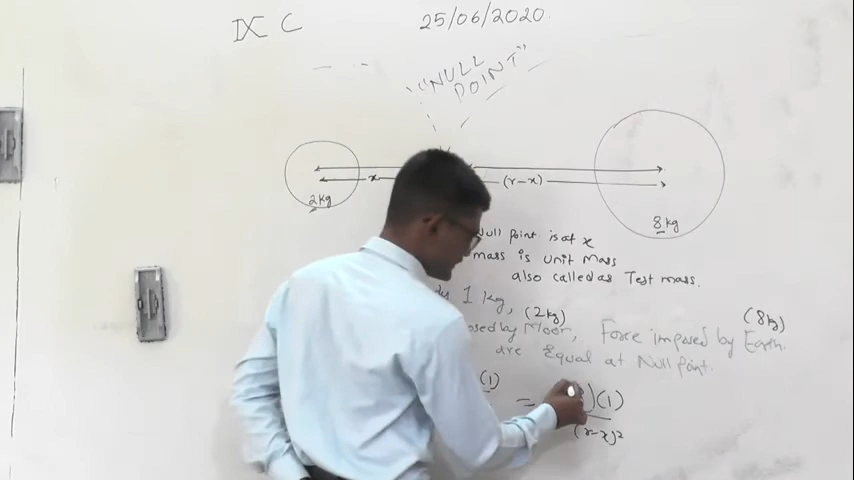 IX C 25/06/2020.
"NULL
POINT"
x (r-x)
2kg 8kg
Null point is at x
mass is unit mass
also called as Test mass.
1 kg, (2kg) (8kg)
by Moon, Force imposed by Earth.
are Equal at Null point.
(1) = )(1)
(r-x)²